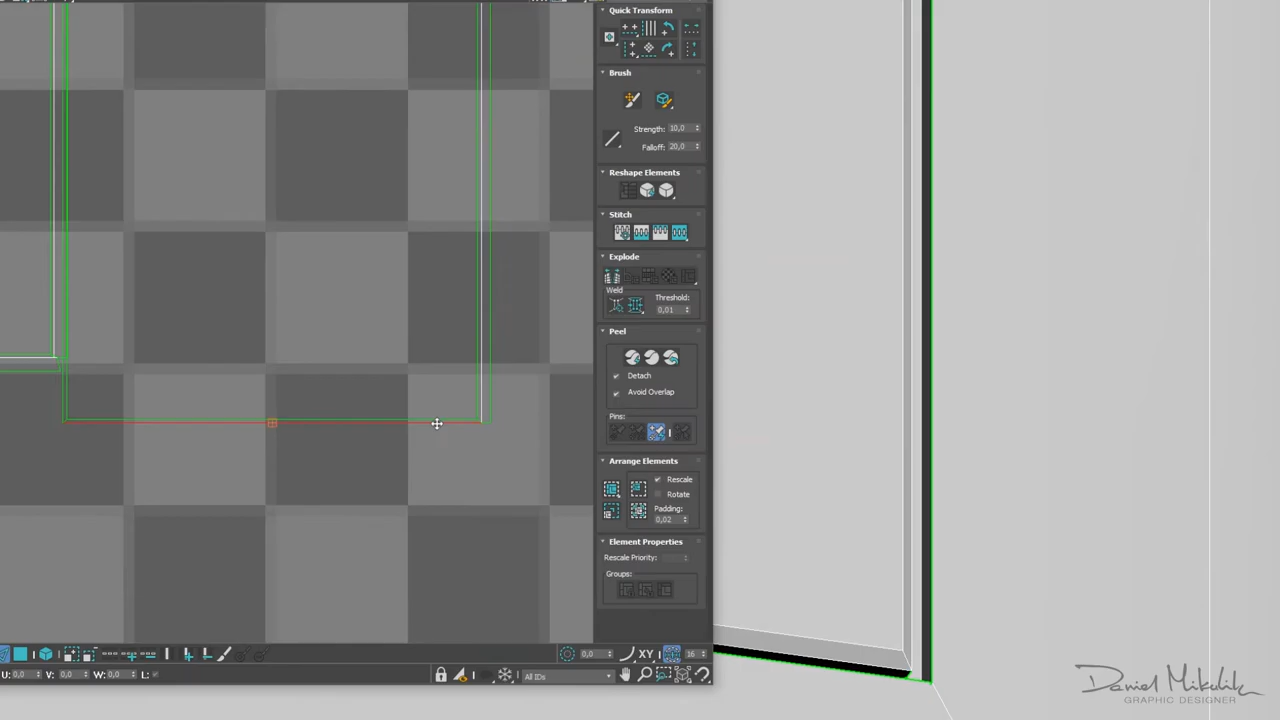 Quick Transform
Brush
Strength: 10,0
Falloff: 20,0
Reshape Elements
Stitch
Explode
Weld
Threshold:
0,01
Peel
Detach
Avoid Overlap
Pins:
Arrange Elements
Rescale
Rotate
Padding:
0,02
Element Properties
Rescale Priority:
Groups:
0,0
XY
16
U: 0,0
V: 0,0
W: 0,0
L:
All IDs
Daniel Mikulik
GRAPHIC DESIGNER